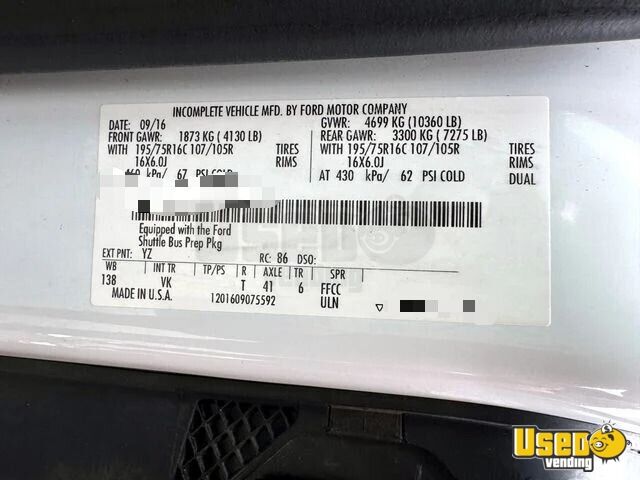 INCOMPLETE VEHICLE MFD. BY FORD MOTOR COMPANY
DATE: 09/16 GVWR: 4699 KG (10360 LB)
FRONT GAWR: 1873 KG (4130 LB) REAR GAWR: 3300 KG (7275 LB)
WITH 195/75R16C 107/105R TIRES WITH 195/75R16C 107/105R TIRES
16X6.0J RIMS 16X6.0J RIMS
kPa/ 67 PSI COLD AT 430 kPa/ 62 PSI COLD DUAL
Equipped with the Ford
Shuttle Bus Prep Pkg
EXT PNT: YZ RC: 86 DSO:
WB INT TR TP/PS R AXLE TR SPR
138 VK T 41 6 FFCC
MADE IN U.S.A. 1201609075592 ULN
USED
Used
vending